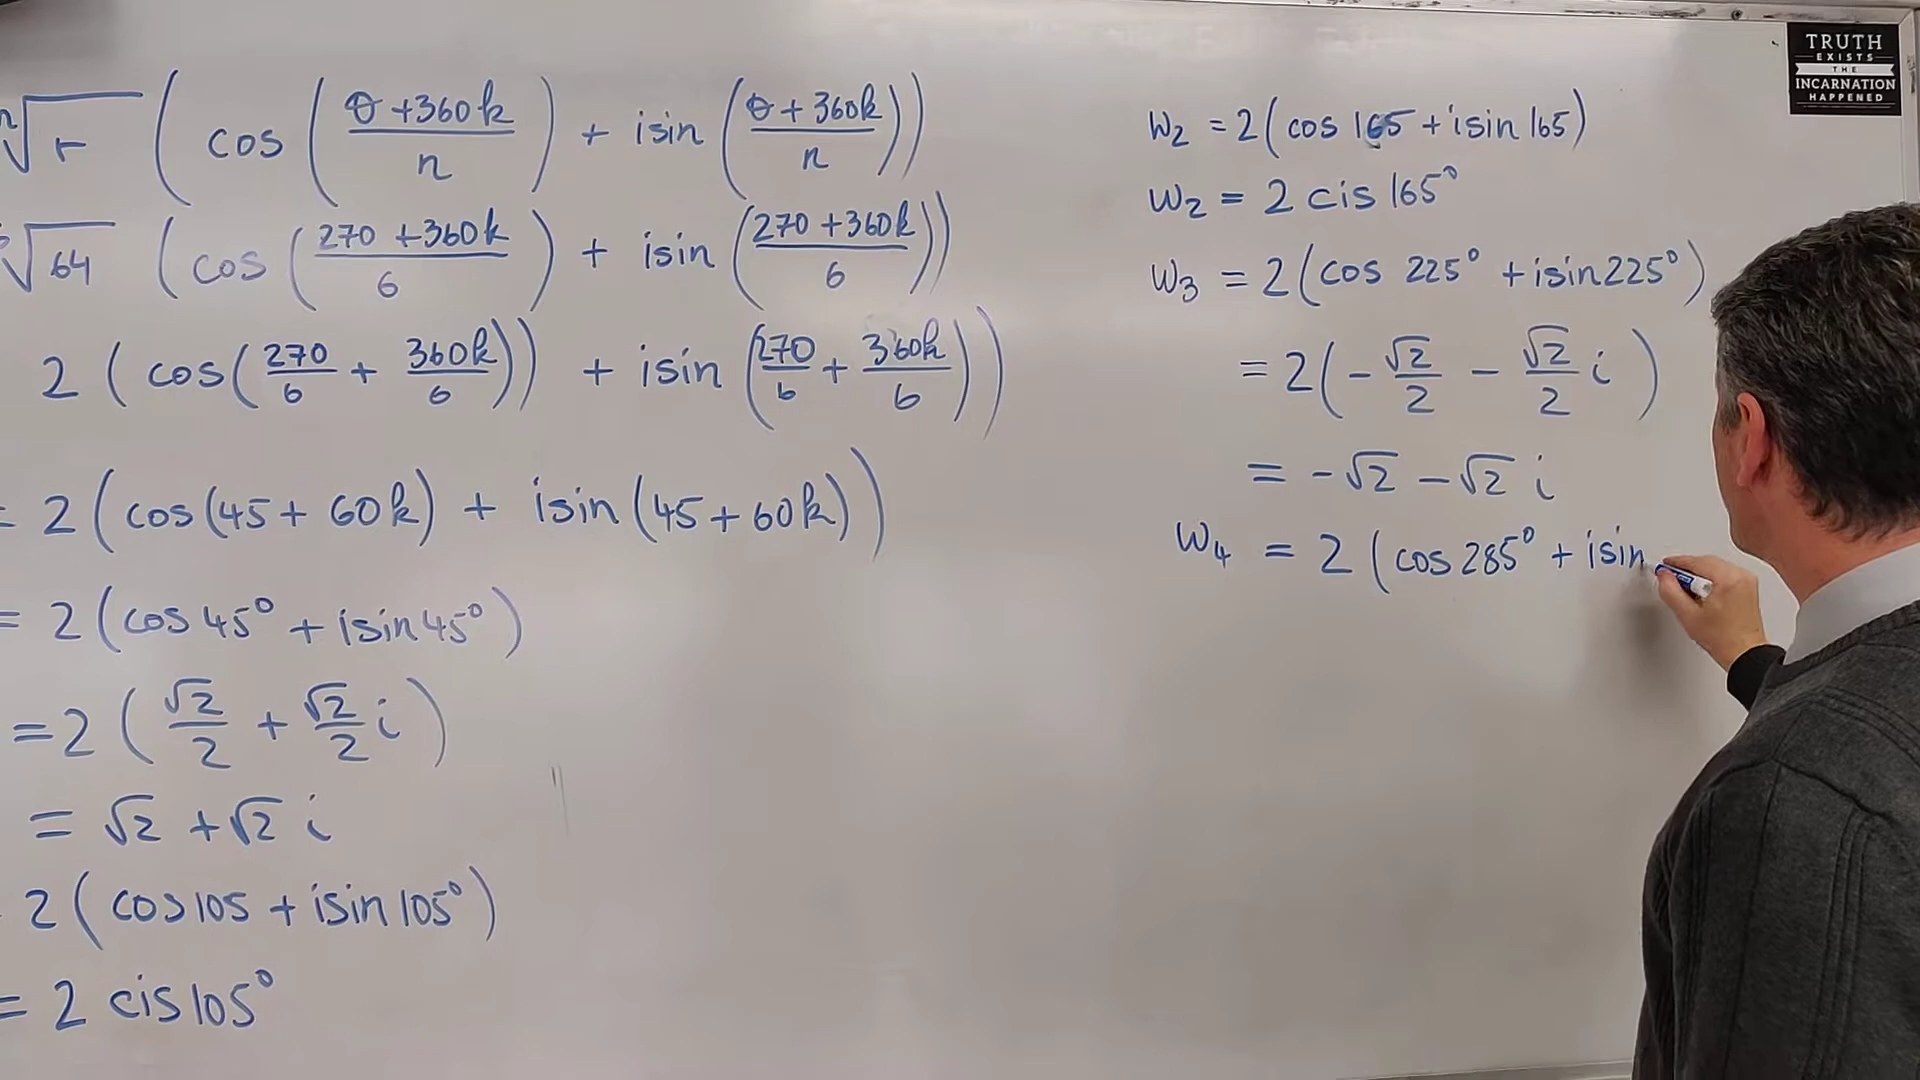 ⁿ√r ( cos ( (θ+360k)/n ) + isin ( (θ+360k)/n ))
√64 ( cos ( (270+360k)/6 ) + isin ( (270+360k)/6 ))
2 ( cos( 270/6 + 360k/6 )) + isin ( 270/6 + 360k/6 ))
= 2 ( cos(45+ 60k) + isin (45+60k))
= 2 (cos 45° + isin 45°)
= 2 ( √2/2 + √2/2 i )
= √2 + √2 i
2 ( cos 105 + isin 105°)
= 2 cis 105°
W2 = 2( cos 165 + isin 165)
W2 = 2 cis 165°
W3 = 2 (cos 225° + isin 225°)
= 2 ( - √2/2 - √2/2 i )
= -√2 - √2 i
W4 = 2 (cos 285° + isin
TRUTH
EXISTS
THE
INCARNATION
HAPPENED